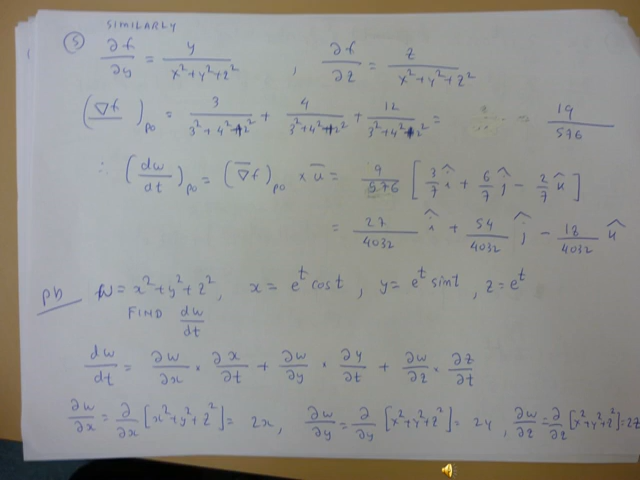 SIMILARLY
(5) ∂f/∂y = y/(x²+y²+z²) , ∂f/∂z = z/(x²+y²+z²)
(∇f)po = 3/(3²+4²+12²) + 4/(3²+4²+12²) + 12/(3²+4²+12²) = = 19/576
∴ (dw/dt)po = (∇̄f)po × ū = 9/576 [3/7 î + 6/7 ĵ − 2/7 k̂]
= 27/4032 î + 54/4032 ĵ − 18/4032 k̂
pb w = x²+y²+z², x = e^t cost, y = e^t sint, z = e^t
FIND dw/dt
dw/dt = ∂w/∂x × ∂x/∂t + ∂w/∂y × ∂y/∂t + ∂w/∂z × ∂z/∂t
∂w/∂x = ∂/∂x [x²+y²+z²] = 2x, ∂w/∂y = ∂/∂y [x²+y²+z²] = 2y, ∂w/∂z = ∂/∂z [x²+y²+z²] = 2z